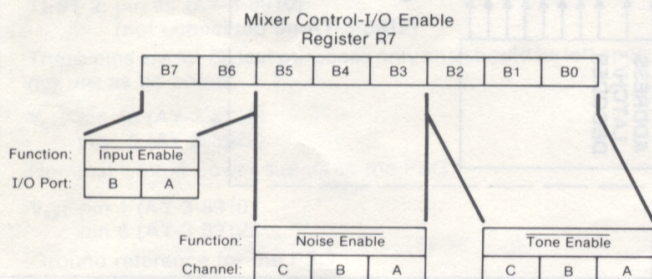 Mixer Control-I/O Enable
Register R7
B7 B6 B5 B4 B3 B2 B1 B0
Function: Input Enable
I/O Port: B A
Function: Noise Enable Tone Enable
Channel: C B A C B A